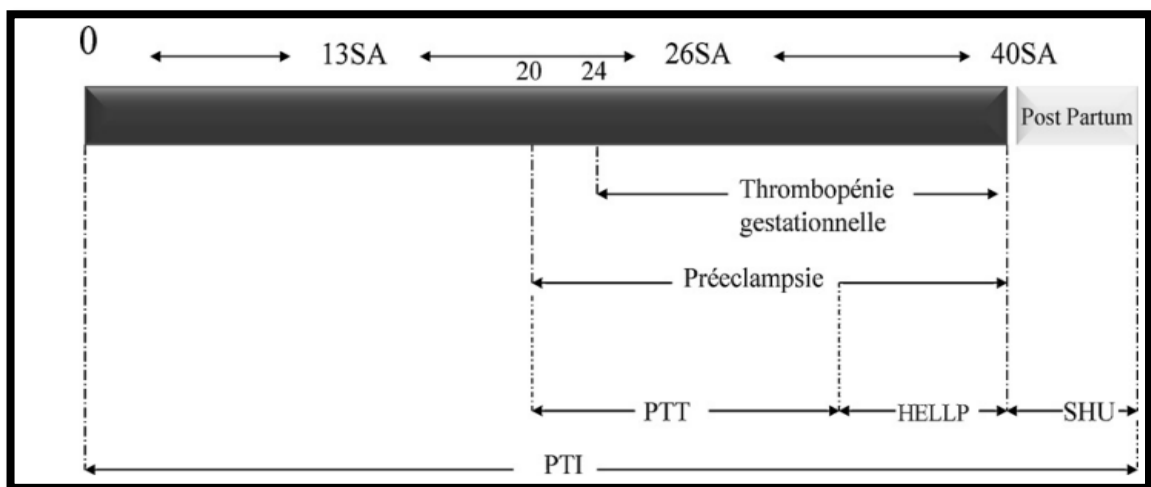 0 13SA 26SA 40SA
20 24
Post Partum
Thrombopénie
gestationnelle
Préeclampsie
PTT HELLP SHU
PTI